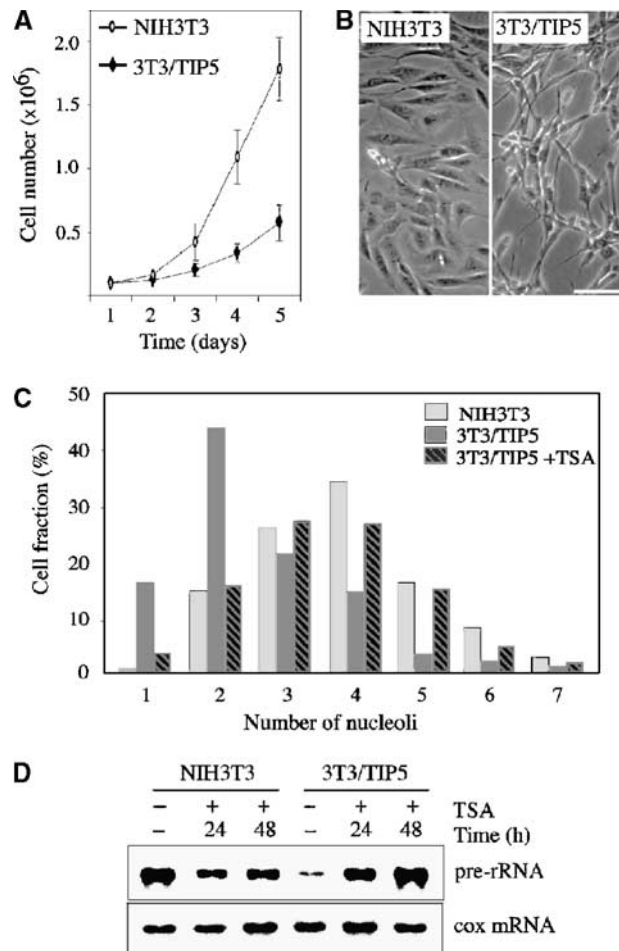 A
NIH3T3
3T3/TIP5
Cell number (×10⁶)
2.0
1.5
1.0
0.5
1 2 3 4 5
Time (days)
B
NIH3T3 3T3/TIP5
C
NIH3T3
3T3/TIP5
3T3/TIP5 +TSA
Cell fraction (%)
50
40
30
20
10
0
1 2 3 4 5 6 7
Number of nucleoli
D
NIH3T3 3T3/TIP5
– + + – + + TSA
– 24 48 – 24 48 Time (h)
pre-rRNA
cox mRNA